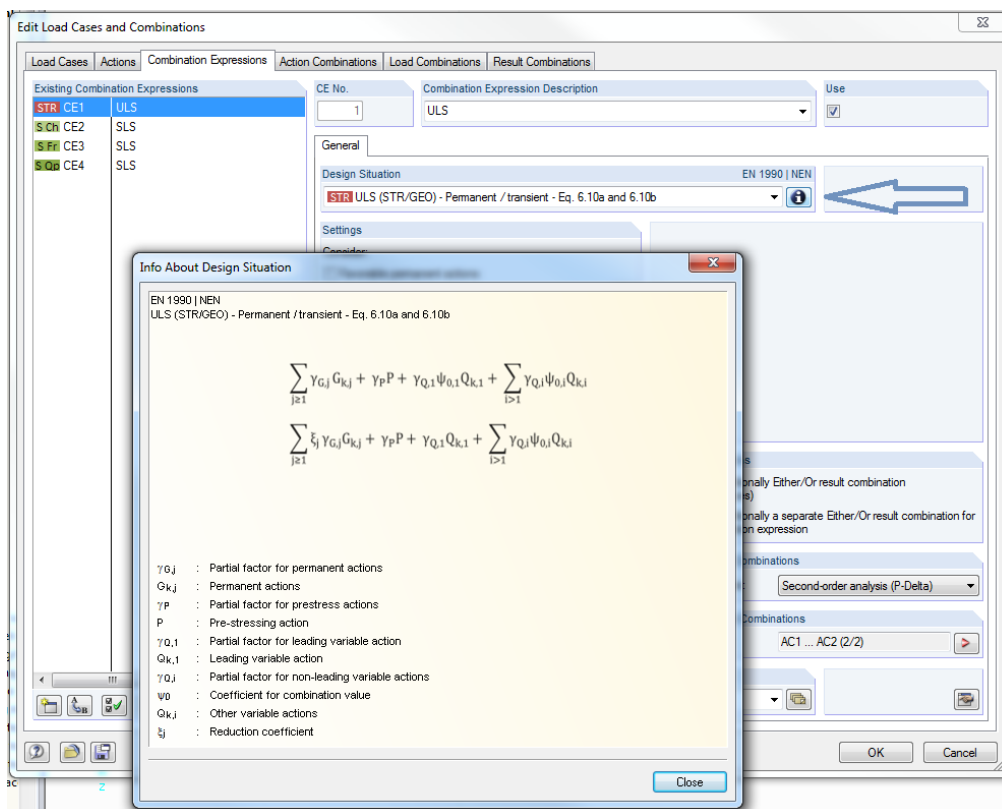 Edit Load Cases and Combinations
Load Cases Actions Combination Expressions Action Combinations Load Combinations Result Combinations
Existing Combination Expressions
STR CE1 ULS
S Ch CE2 SLS
S Fr CE3 SLS
S Qp CE4 SLS
CE No.
1
Combination Expression Description
ULS
Use
General
Design Situation EN 1990 | NEN
STR ULS (STR/GEO) - Permanent / transient - Eq. 6.10a and 6.10b
Settings
Consider:
Favorable permanent actions
Info About Design Situation
EN 1990 | NEN
ULS (STR/GEO) - Permanent / transient - Eq. 6.10a and 6.10b
∑j≥1 γG,j Gk,j + γP P + γQ,1 ψ0,1 Qk,1 + ∑i>1 γQ,i ψ0,i Qk,i
∑j≥1 ξj γG,j Gk,j + γP P + γQ,1 Qk,1 + ∑i>1 γQ,i ψ0,i Qk,i
γG,j : Partial factor for permanent actions
Gk,j : Permanent actions
γP : Partial factor for prestress actions
P : Pre-stressing action
γQ,1 : Partial factor for leading variable action
Qk,1 : Leading variable action
γQ,i : Partial factor for non-leading variable actions
ψ0 : Coefficient for combination value
Qk,i : Other variable actions
ξj : Reduction coefficient
Close
onally Either/Or result combination
es)
onally a separate Either/Or result combination for
on expression
ombinations
Second-order analysis (P-Delta)
Combinations
AC1 ... AC2 (2/2)
OK Cancel
z